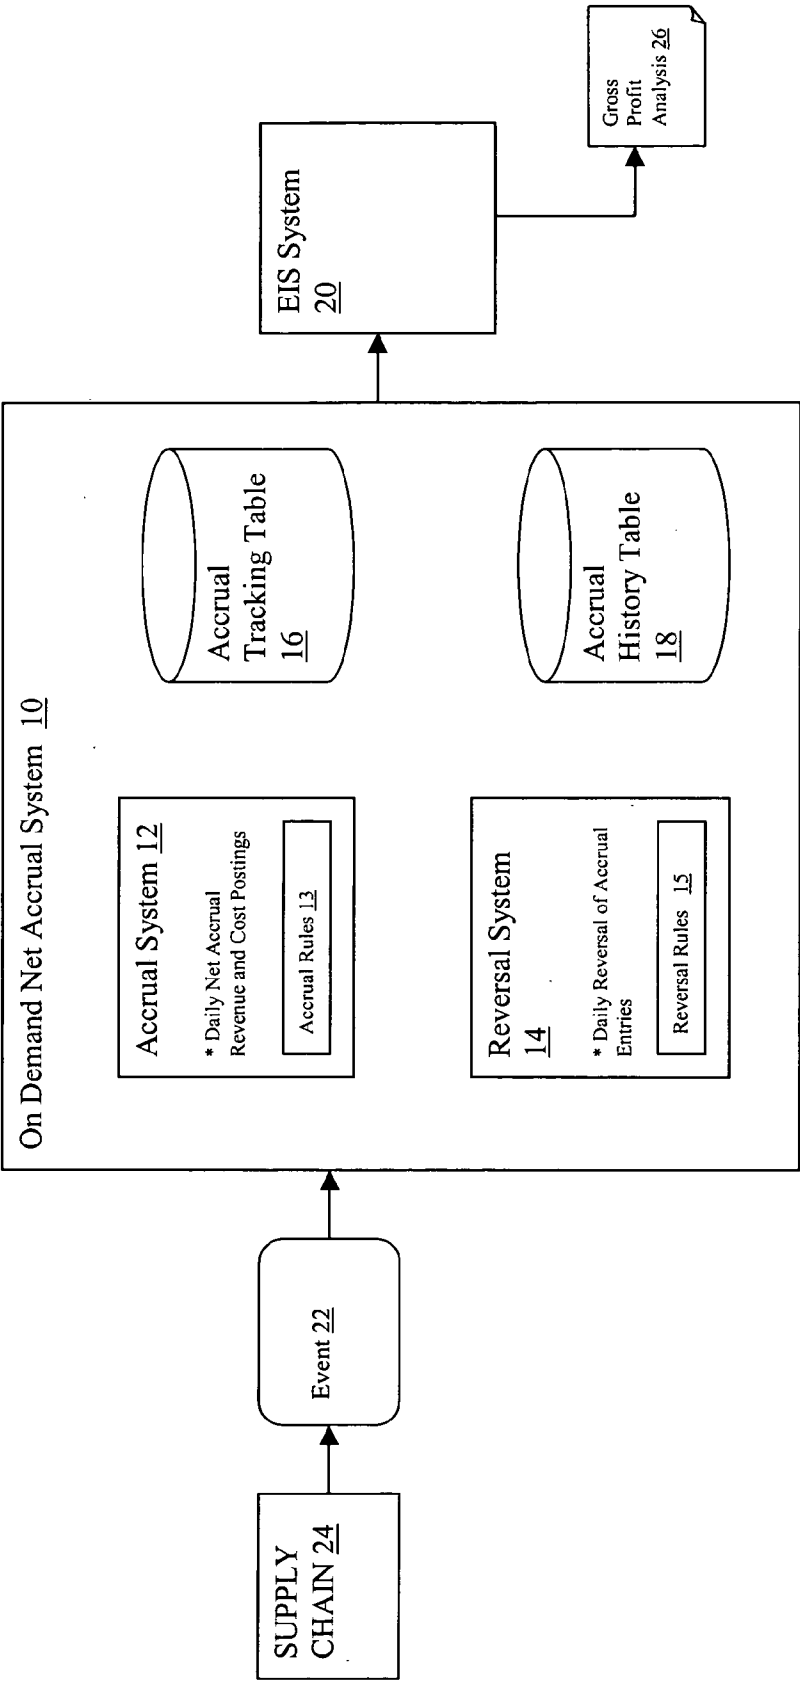 On Demand Net Accrual System 10
SUPPLY
CHAIN 24
Event 22
Accrual System 12
* Daily Net Accrual
Revenue and Cost Postings
Accrual Rules 13
Reversal System
14
* Daily Reversal of Accrual
Entries
Reversal Rules 15
Accrual
Tracking Table
16
Accrual
History Table
18
EIS System
20
Gross
Profit
Analysis 26